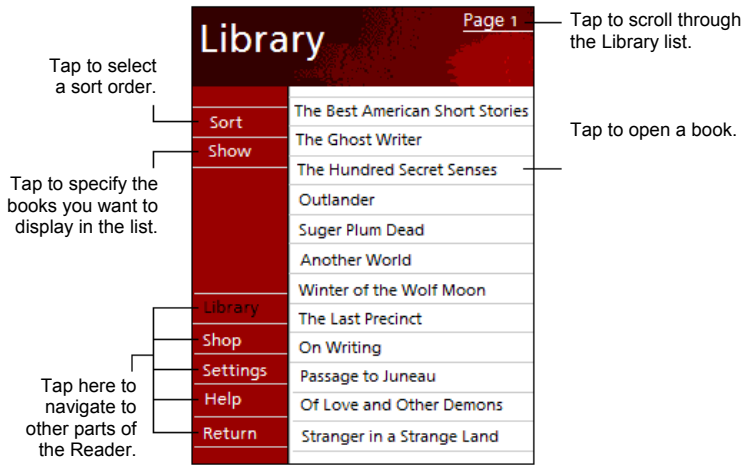 Library
Page 1
Tap to scroll through
the Library list.
Tap to select
a sort order.
Sort
Show
Tap to specify the
books you want to
display in the list.
The Best American Short Stories
The Ghost Writer
The Hundred Secret Senses
Outlander
Suger Plum Dead
Another World
Winter of the Wolf Moon
The Last Precinct
On Writing
Passage to Juneau
Of Love and Other Demons
Stranger in a Strange Land
Tap to open a book.
Library
Shop
Settings
Help
Return
Tap here to
navigate to
other parts of
the Reader.